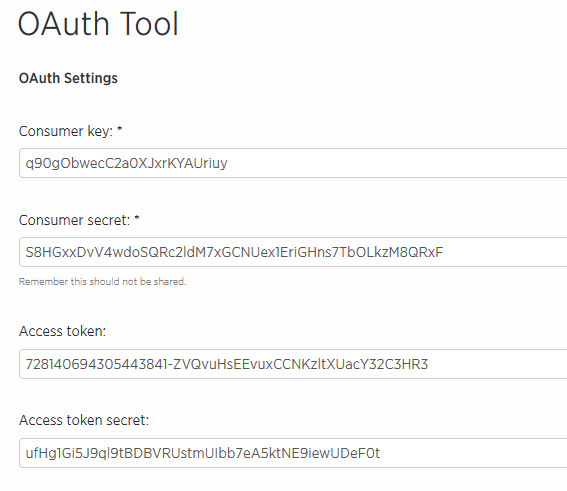 OAuth Tool
OAuth Settings
Consumer key: *
q90gObwecC2a0XJxrKYAUriuy
Consumer secret: *
S8HGxxDvV4wdoSQRc2ldM7xGCNUex1EriGHns7TbOLkzM8QRxF
Remember this should not be shared.
Access token:
728140694305443841-ZVQvuHsEEvuxCCNKzltXUacY32C3HR3
Access token secret:
ufHg1Gi5J9ql9tBDBVRUstmUIbb7eA5ktNE9iewUDeF0t